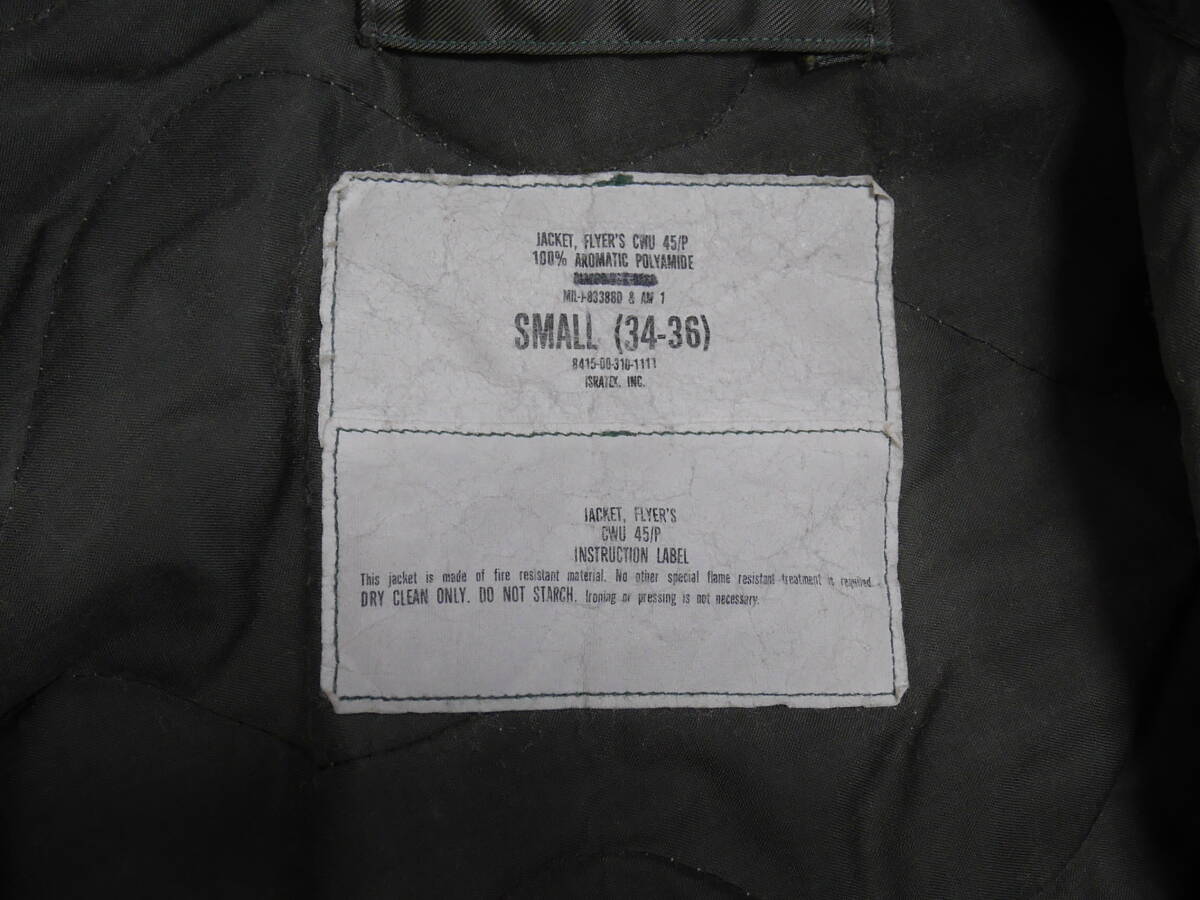 JACKET, FLYER'S CWU 45/P
100% AROMATIC POLYAMIDE
MIL-J-83388D & AM 1
SMALL (34-36)
8415-00-310-1111
ISRATEX, INC.
JACKET, FLYER'S
CWU 45/P
INSTRUCTION LABEL
This jacket is made of fire resistant material. No other special flame resistant treatment is required.
DRY CLEAN ONLY. DO NOT STARCH. Ironing or pressing is not necessary.